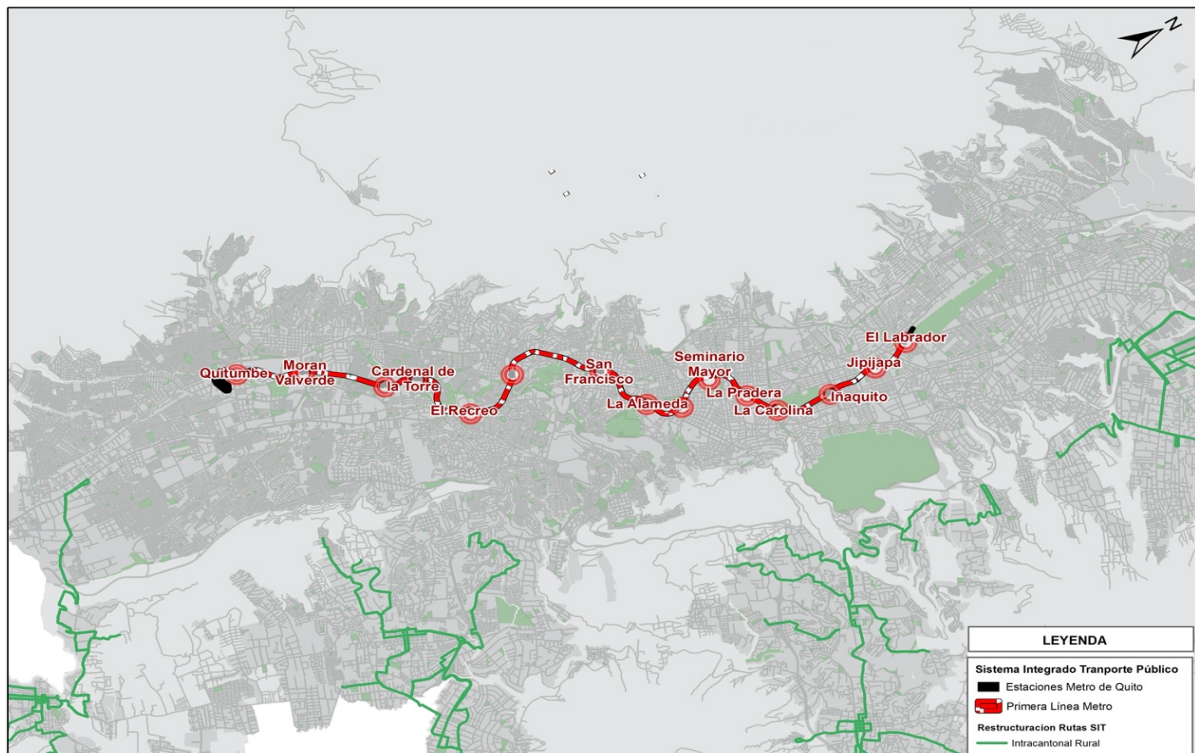 N
El Labrador
Jipijapa
Inaquito
La Carolina
La Pradera
Seminario
Mayor
La Alameda
San
Francisco
El Recreo
Cardenal de
la Torre
Moran
Valverde
Quitumber
LEYENDA
Sistema Integrado Tranporte Público
Estaciones Metro de Quito
Primera Línea Metro
Restructuracion Rutas SIT
Intracantonal Rural